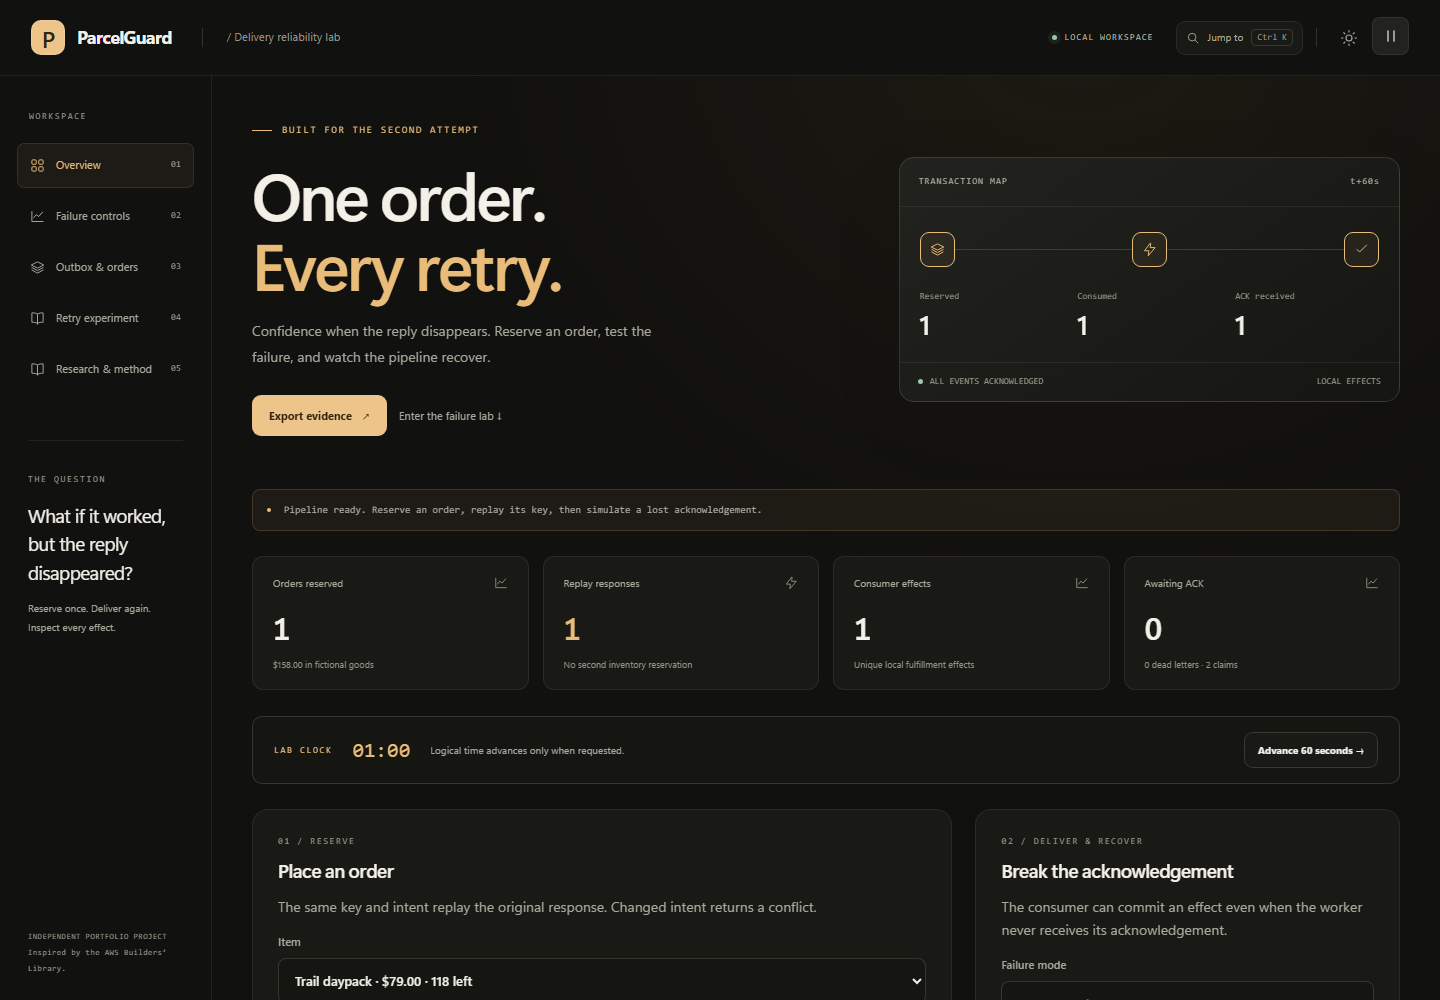 P
ParcelGuard
/ Delivery reliability lab
LOCAL WORKSPACE
Jump to
Ctrl K
WORKSPACE
Overview 01
Failure controls 02
Outbox & orders 03
Retry experiment 04
Research & method 05
THE QUESTION
What if it worked,
but the reply
disappeared?
Reserve once. Deliver again.
Inspect every effect.
INDEPENDENT PORTFOLIO PROJECT
Inspired by the AWS Builders'
Library.
BUILT FOR THE SECOND ATTEMPT
One order.
Every retry.
Confidence when the reply disappears. Reserve an order, test the
failure, and watch the pipeline recover.
Export evidence ↗
Enter the failure lab ↓
TRANSACTION MAP t+60s
Reserved Consumed ACK received
1 1 1
ALL EVENTS ACKNOWLEDGED LOCAL EFFECTS
Pipeline ready. Reserve an order, replay its key, then simulate a lost acknowledgement.
Orders reserved
1
$158.00 in fictional goods
Replay responses
1
No second inventory reservation
Consumer effects
1
Unique local fulfillment effects
Awaiting ACK
0
0 dead letters · 2 claims
LAB CLOCK 01:00 Logical time advances only when requested.
Advance 60 seconds →
01 / RESERVE
Place an order
The same key and intent replay the original response. Changed intent returns a conflict.
Item
Trail daypack · $79.00 · 118 left
02 / DELIVER & RECOVER
Break the acknowledgement
The consumer can commit an effect even when the worker
never receives its acknowledgement.
Failure mode